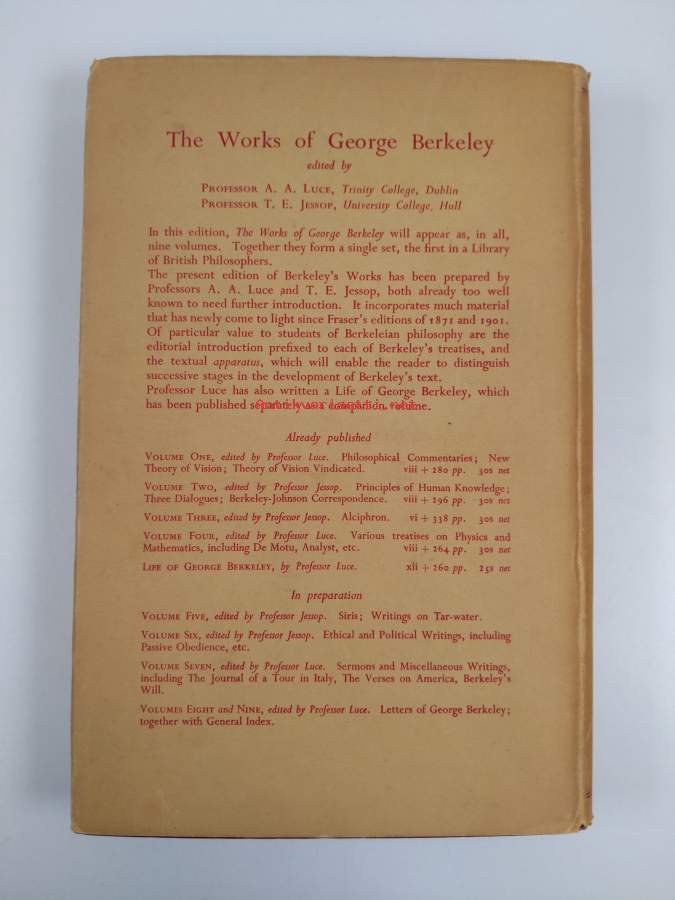 The Works of George Berkeley
edited by
PROFESSOR A. A. LUCE, Trinity College, Dublin
PROFESSOR T. E. JESSOP, University College, Hull
In this edition, The Works of George Berkeley will appear as, in all,
nine volumes. Together they form a single set, the first in a Library
of British Philosophers.
The present edition of Berkeley's Works has been prepared by
Professors A. A. Luce and T. E. Jessop, both already too well
known to need further introduction. It incorporates much material
that has newly come to light since Fraser's editions of 1871 and 1901.
Of particular value to students of Berkeleian philosophy are the
editorial introduction prefixed to each of Berkeley's treatises, and
the textual apparatus, which will enable the reader to distinguish
successive stages in the development of Berkeley's text.
Professor Luce has also written a Life of George Berkeley, which
has been published separately as a companion volume.
Already published
VOLUME ONE, edited by Professor Luce. Philosophical Commentaries; New
Theory of Vision; Theory of Vision Vindicated. viii + 280 pp. 30s net
VOLUME TWO, edited by Professor Jessop. Principles of Human Knowledge;
Three Dialogues; Berkeley-Johnson Correspondence. viii + 296 pp. 30s net
VOLUME THREE, edited by Professor Jessop. Alciphron. vi + 338 pp. 30s net
VOLUME FOUR, edited by Professor Luce. Various treatises on Physics and
Mathematics, including De Motu, Analyst, etc. viii + 264 pp. 30s net
LIFE OF GEORGE BERKELEY, by Professor Luce. xii + 260 pp. 25s net
In preparation
VOLUME FIVE, edited by Professor Jessop. Siris; Writings on Tar-water.
VOLUME SIX, edited by Professor Jessop. Ethical and Political Writings, including
Passive Obedience, etc.
VOLUME SEVEN, edited by Professor Luce. Sermons and Miscellaneous Writings,
including The Journal of a Tour in Italy, The Verses on America, Berkeley's
Will.
VOLUMES EIGHT and NINE, edited by Professor Luce. Letters of George Berkeley;
together with General Index.